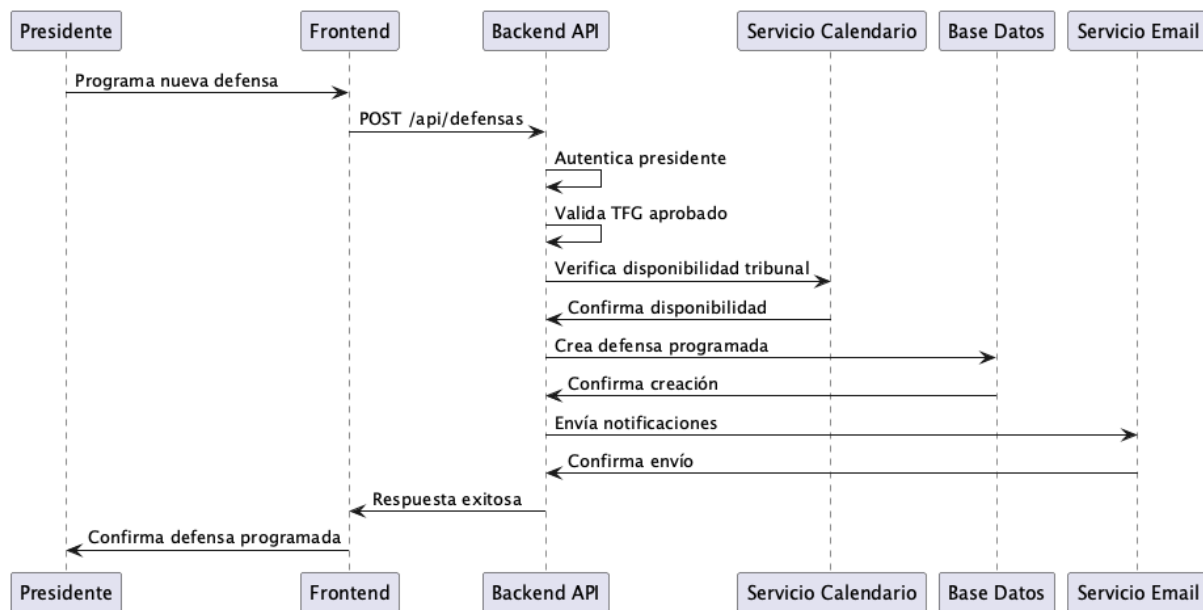 Presidente
Frontend
Backend API
Servicio Calendario
Base Datos
Servicio Email
Programa nueva defensa
POST /api/defensas
Autentica presidente
Valida TFG aprobado
Verifica disponibilidad tribunal
Confirma disponibilidad
Crea defensa programada
Confirma creación
Envía notificaciones
Confirma envío
Respuesta exitosa
Confirma defensa programada
Presidente
Frontend
Backend API
Servicio Calendario
Base Datos
Servicio Email